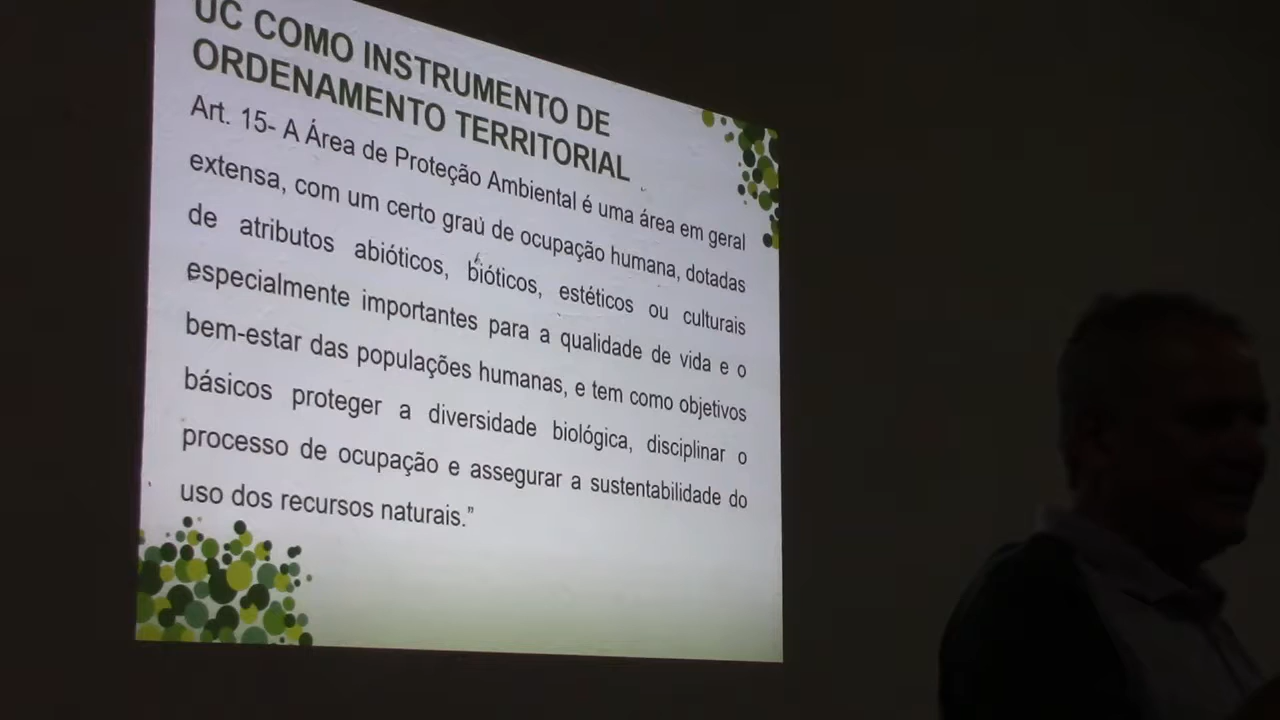 UC COMO INSTRUMENTO DE
ORDENAMENTO TERRITORIAL
Art. 15- A Área de Proteção Ambiental é uma área em geral
extensa, com um certo grau de ocupação humana, dotadas
de atributos abióticos, bióticos, estéticos ou culturais
especialmente importantes para a qualidade de vida e o
bem-estar das populações humanas, e tem como objetivos
básicos proteger a diversidade biológica, disciplinar o
processo de ocupação e assegurar a sustentabilidade do
uso dos recursos naturais.”